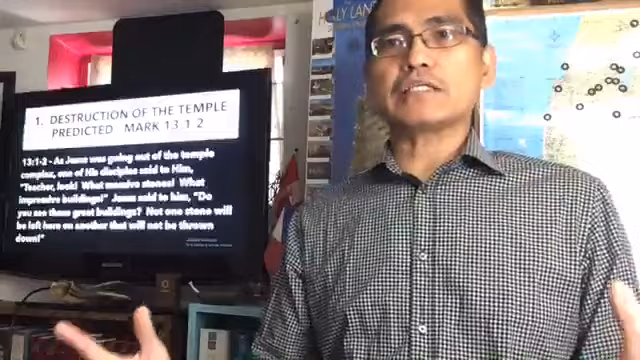 HOLY LAN
1. DESTRUCTION OF THE TEMPLE
PREDICTED MARK 13:1-2
13:1-2 - As Jesus was going out of the temple
complex, one of His disciples said to Him,
"Teacher, look! What massive stones! What
impressive buildings!" Jesus said to him, "Do
you see these great buildings? Not one stone will
be left here on another that will not be thrown
down!"